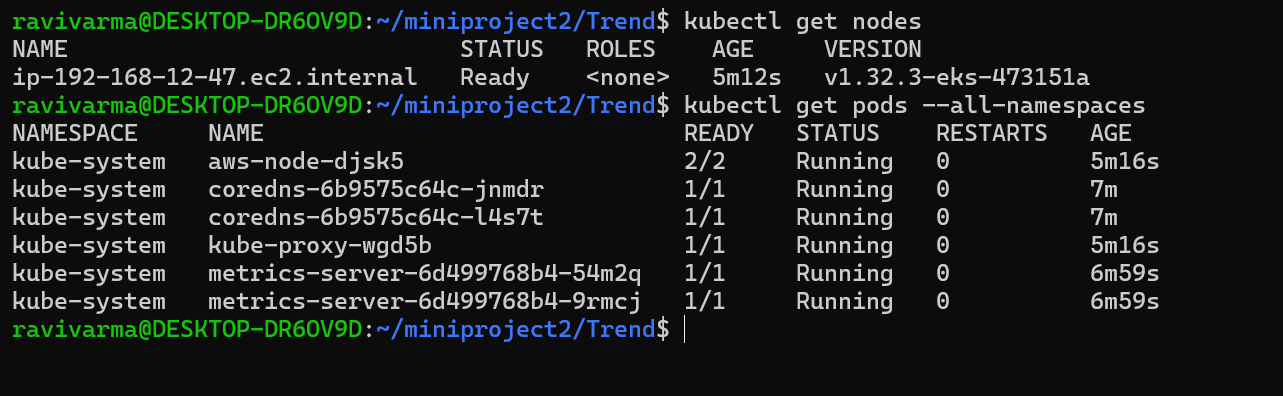 ravivarma@DESKTOP-DR6OV9D:~/miniproject2/Trend$ kubectl get nodes
NAME                            STATUS   ROLES    AGE     VERSION
ip-192-168-12-47.ec2.internal   Ready    <none>   5m12s   v1.32.3-eks-473151a
ravivarma@DESKTOP-DR6OV9D:~/miniproject2/Trend$ kubectl get pods --all-namespaces
NAMESPACE     NAME                              READY   STATUS    RESTARTS   AGE
kube-system   aws-node-djsk5                    2/2     Running   0          5m16s
kube-system   coredns-6b9575c64c-jnmdr          1/1     Running   0          7m
kube-system   coredns-6b9575c64c-l4s7t          1/1     Running   0          7m
kube-system   kube-proxy-wgd5b                  1/1     Running   0          5m16s
kube-system   metrics-server-6d499768b4-54m2q   1/1     Running   0          6m59s
kube-system   metrics-server-6d499768b4-9rmcj   1/1     Running   0          6m59s
ravivarma@DESKTOP-DR6OV9D:~/miniproject2/Trend$